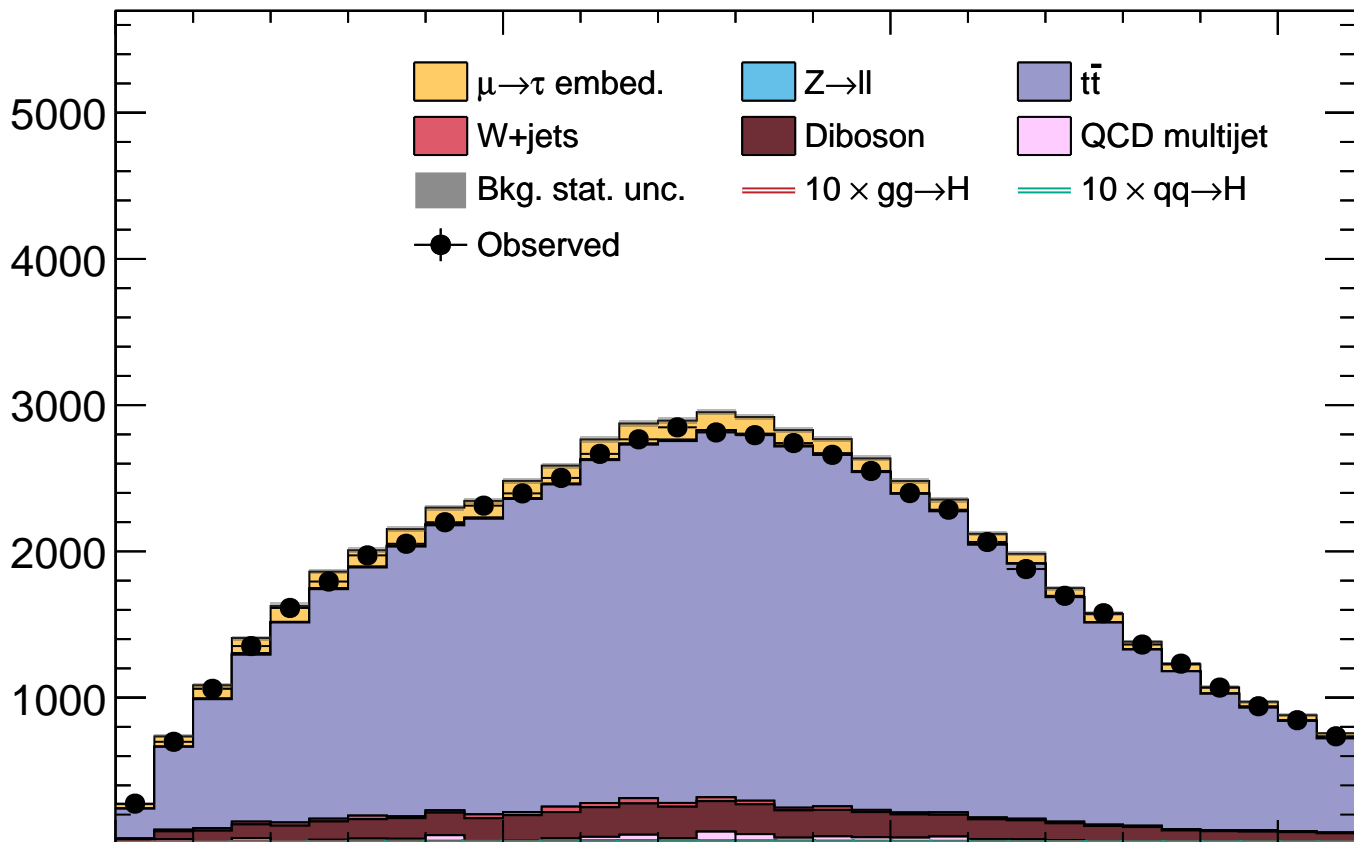 μ→τ embed. Z→ll tt̄
5000
W+jets Diboson QCD multijet
Bkg. stat. unc. 10 × gg→H 10 × qq→H
Observed
4000
3000
2000
1000